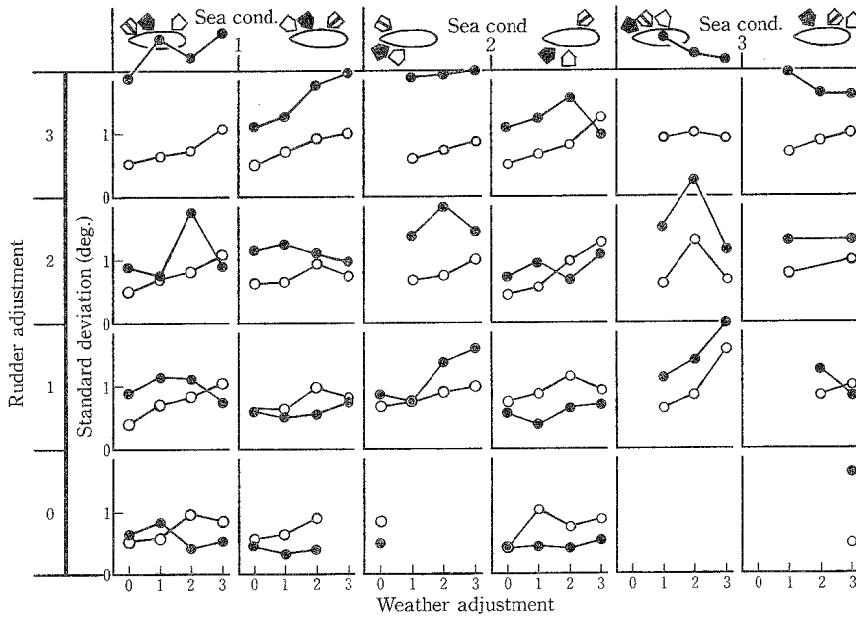 Sea cond. Sea cond Sea cond.
1 2 3
Rudder adjustment
Standard deviation (deg.)
3
1
0
2
1
0
1
1
0
0
1
0
0 1 2 3 0 1 2 3 0 1 2 3 0 1 2 3 0 1 2 3 0 1 2 3
Weather adjustment